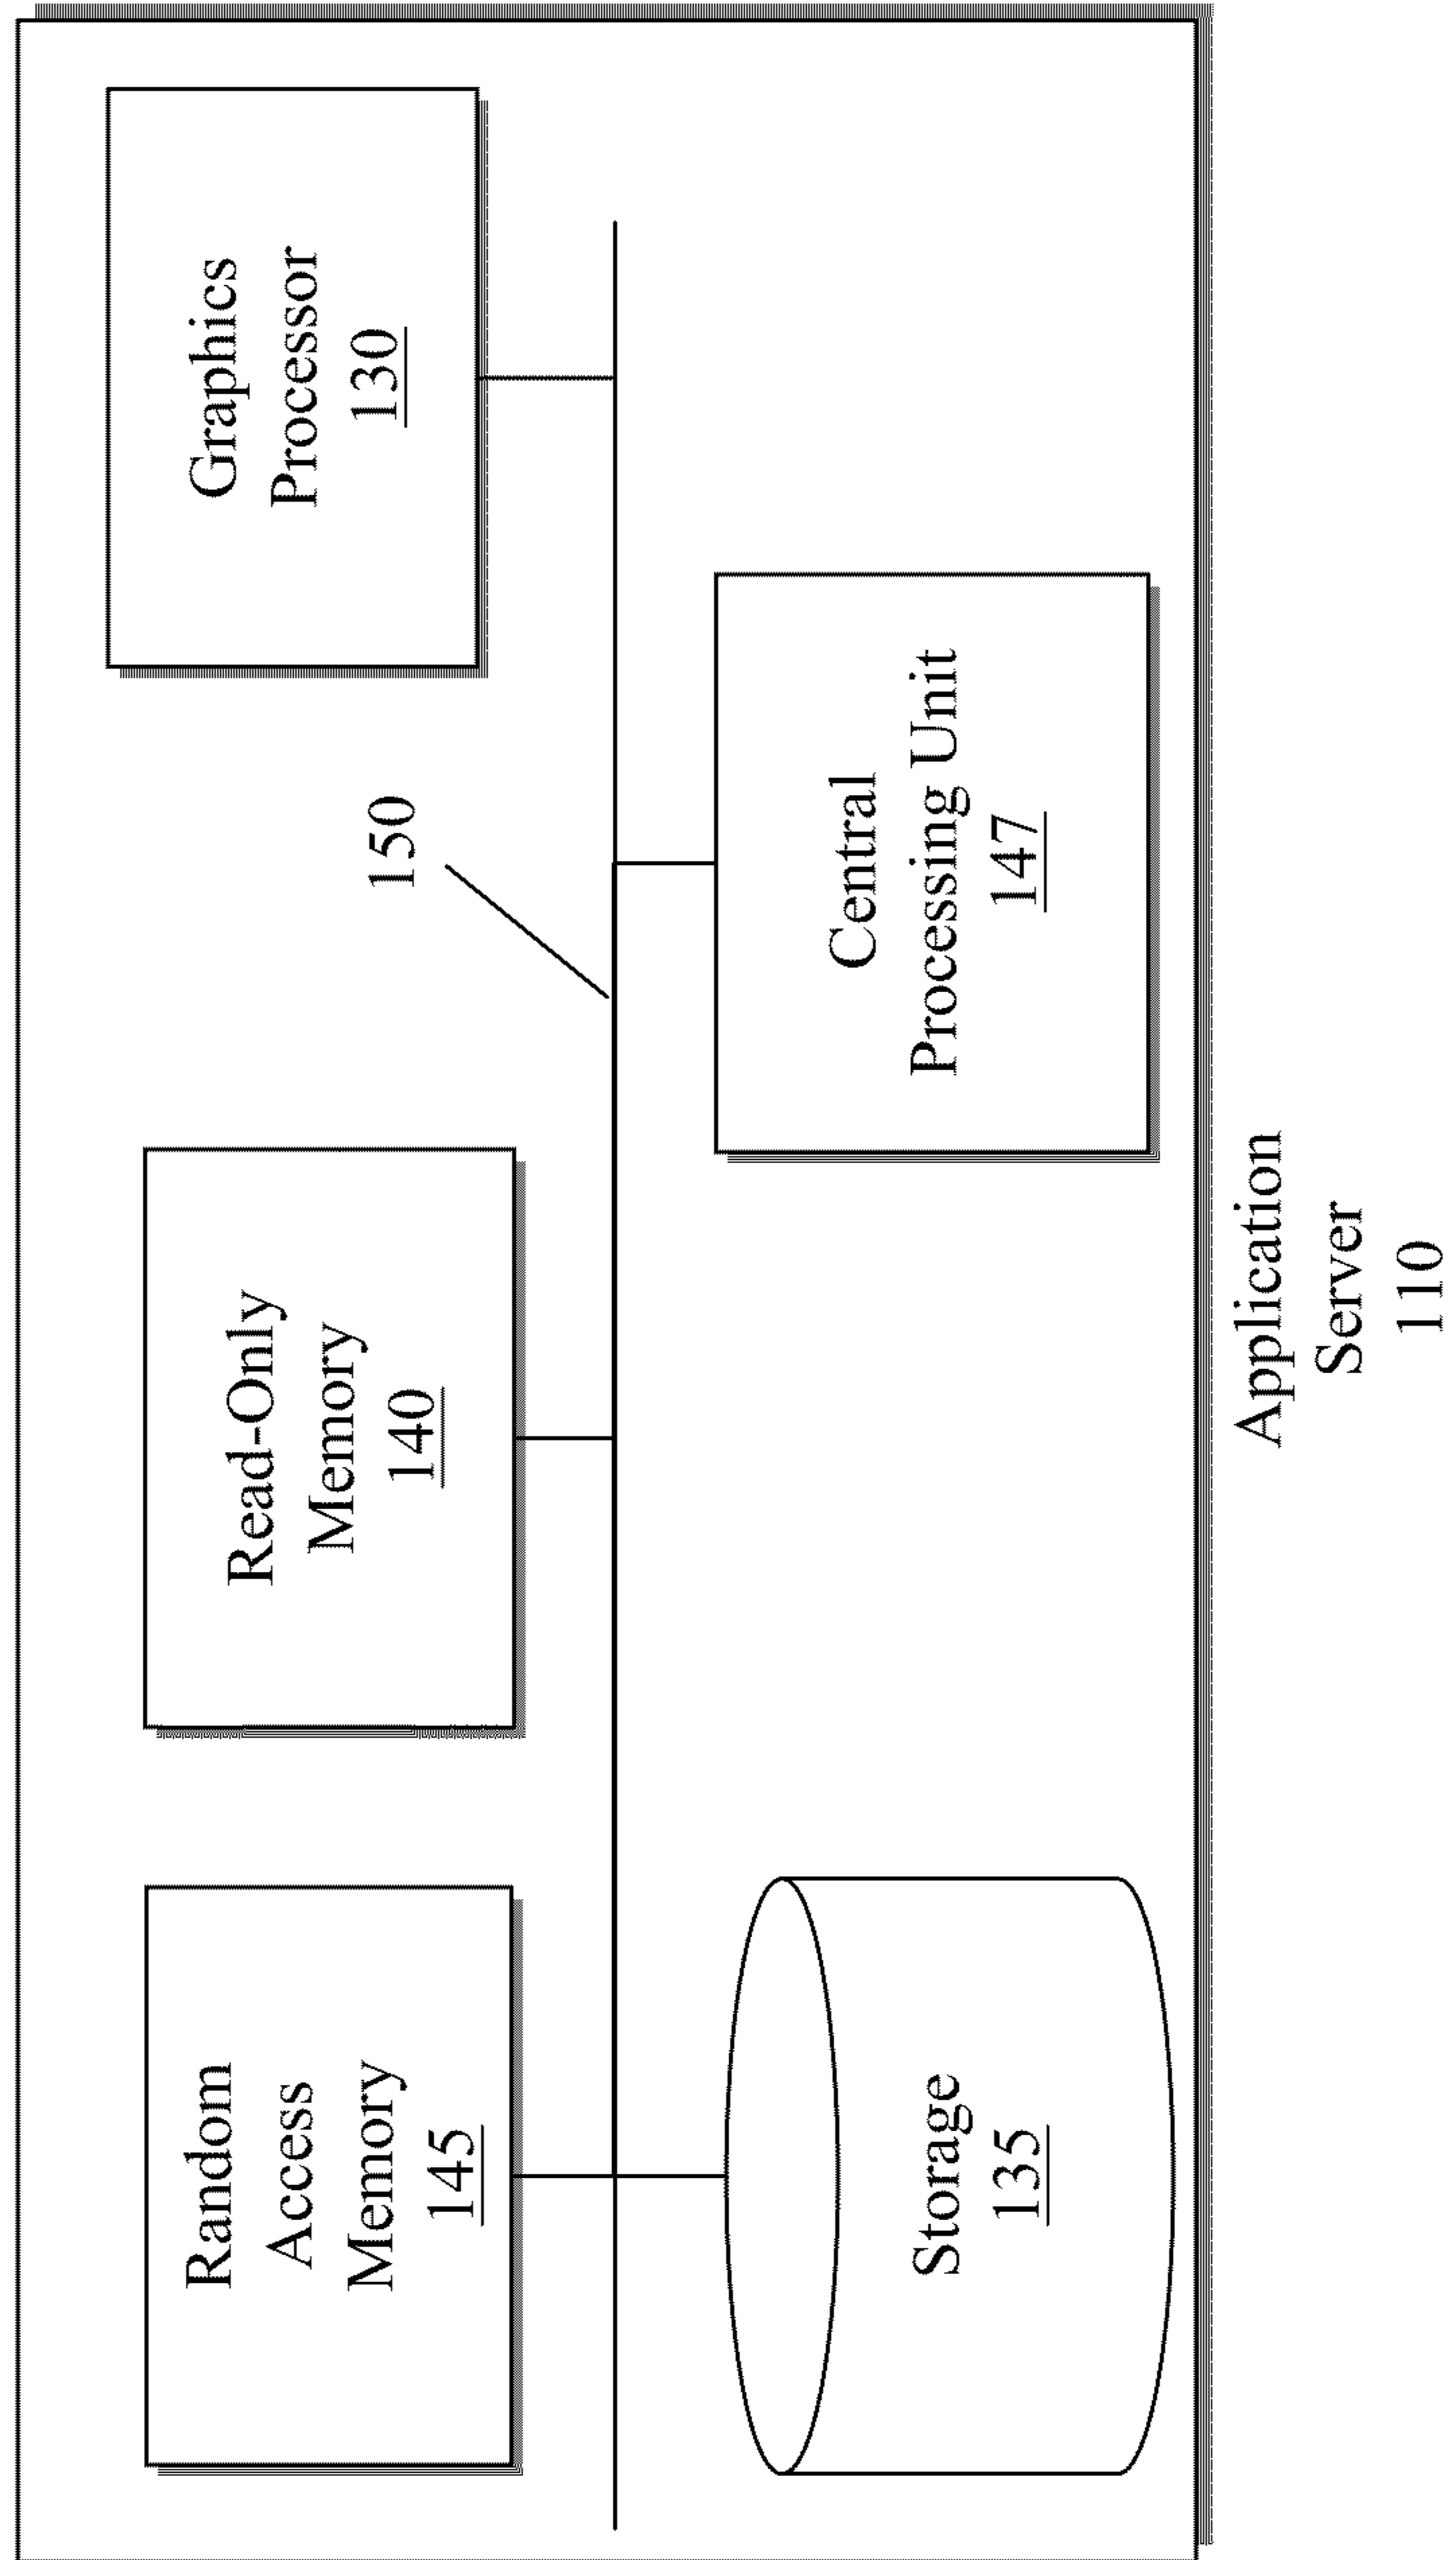 Random
Access
Memory
145
Read-Only
Memory
140
150
Graphics
Processor
130
Storage
135
Central
Processing Unit
147
Application
Server
110